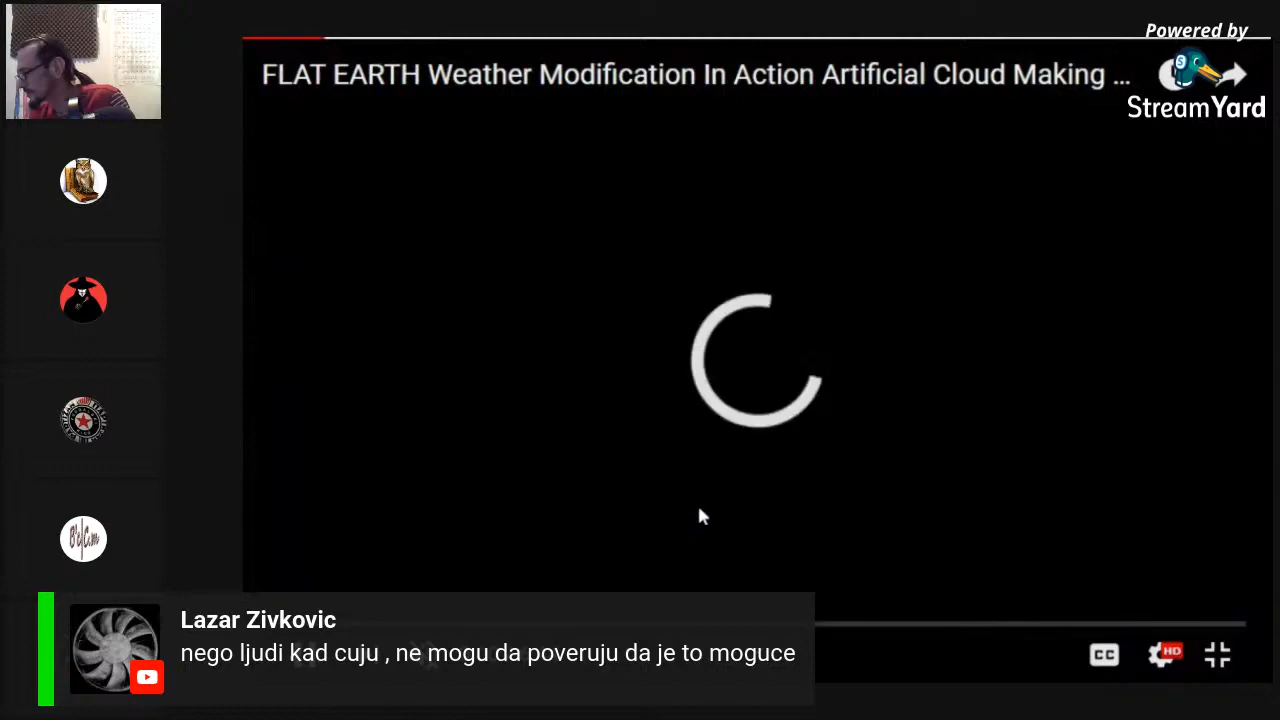 Powered by
FLAT EARTH Weather Modification In Action Artificial Cloud Making ...
StreamYard
Lazar Zivkovic
nego ljudi kad cuju , ne mogu da poveruju da je to moguce
CC
HD